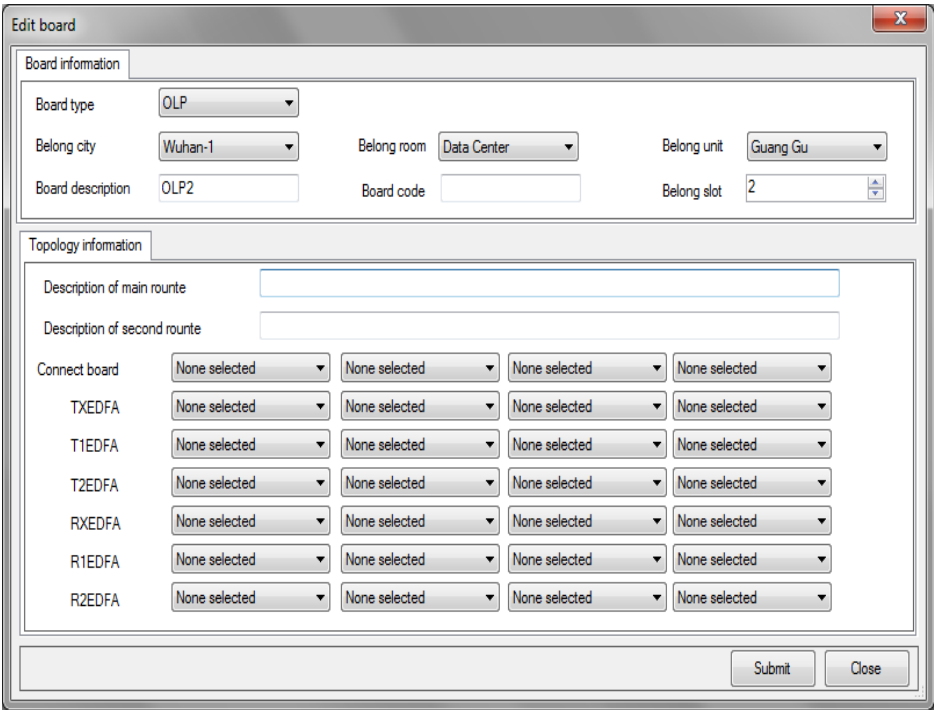 Edit board
X
Board information
Board type OLP
Belong city Wuhan-1 Belong room Data Center Belong unit Guang Gu
Board description OLP2 Board code Belong slot 2
Topology information
Description of main rounte
Description of second rounte
Connect board None selected None selected None selected None selected
TXEDFA None selected None selected None selected None selected
T1EDFA None selected None selected None selected None selected
T2EDFA None selected None selected None selected None selected
RXEDFA None selected None selected None selected None selected
R1EDFA None selected None selected None selected None selected
R2EDFA None selected None selected None selected None selected
Submit Close